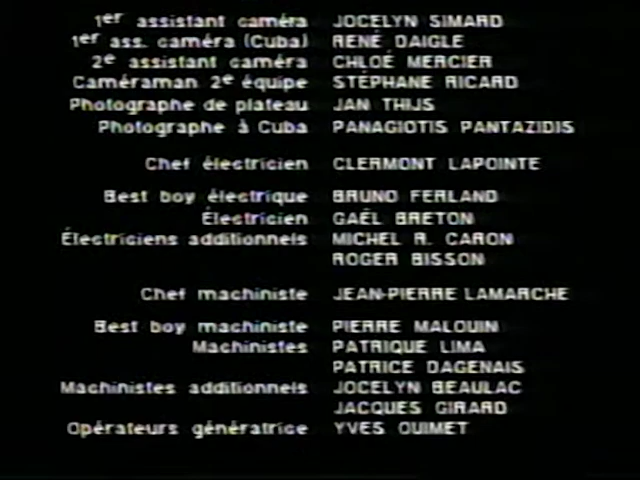 1er assistant caméra JOCELYN SIMARD
1er ass. caméra (Cuba) RENÉ DAIGLE
2e assistant caméra CHLOÉ MERCIER
Caméraman 2e équipe STÉPHANE RICARD
Photographe de plateau JAN THIJS
Photographe à Cuba PANAGIOTIS PANTAZIDIS
Chef électricien CLERMONT LAPOINTE
Best boy électrique BRUNO FERLAND
Électricien GAËL BRETON
Électriciens additionnels MICHEL R. CARON
ROGER BISSON
Chef machiniste JEAN-PIERRE LAMARCHE
Best boy machiniste PIERRE MALOUIN
Machinistes PATRIQUE LIMA
PATRICE DAGENAIS
Machinistes additionnels JOCELYN BEAULAC
JACQUES GIRARD
Opérateurs génératrice YVES OUIMET